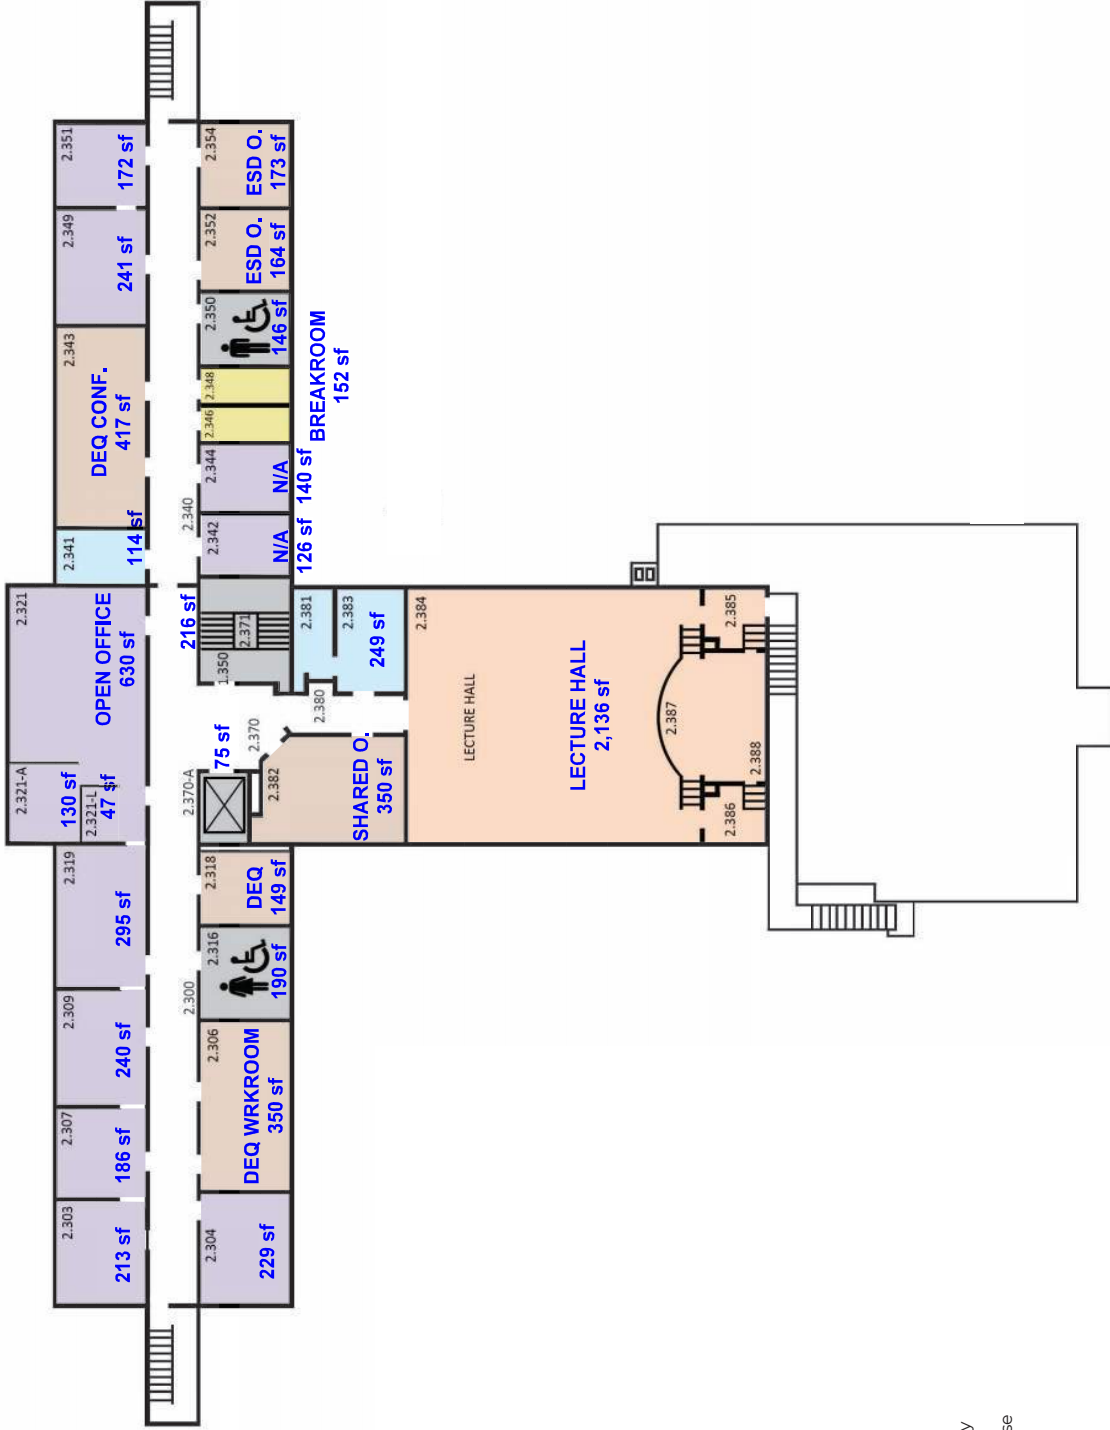 2.351
172 sf
2.349
241 sf
2.343
DEQ CONF.
417 sf
2.341
114 sf
2.321
OPEN OFFICE
630 sf
2.321-A
130 sf
2.321-L
47 sf
2.319
295 sf
2.309
240 sf
2.307
186 sf
2.303
213 sf
2.354
ESD O.
173 sf
2.352
ESD O.
164 sf
2.350
146 sf
2.348
2.346
BREAKROOM
152 sf
2.344
N/A
140 sf
2.342
N/A
126 sf
2.340
216 sf
2.371
1.350
75 sf
2.370
2.370-A
2.380
2.381
2.383
249 sf
2.382
SHARED O.
350 sf
2.384
LECTURE HALL
LECTURE HALL
2,136 sf
2.385
2.387
2.388
2.386
2.318
DEQ
149 sf
2.316
190 sf
2.300
2.306
DEQ WRKROOM
350 sf
2.304
229 sf
y
se